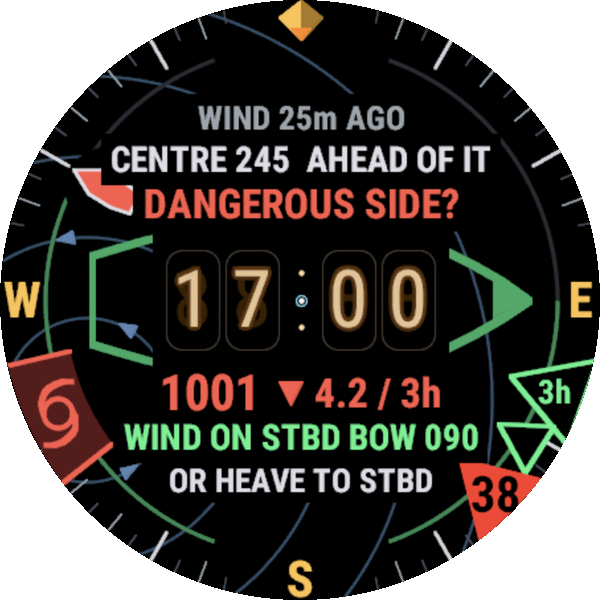 WIND 25m AGO
CENTRE 245 AHEAD OF IT
DANGEROUS SIDE?
W
17:00
E
1001 ▼ 4.2 / 3h
3h
WIND ON STBD BOW 090
OR HEAVE TO STBD
38
S